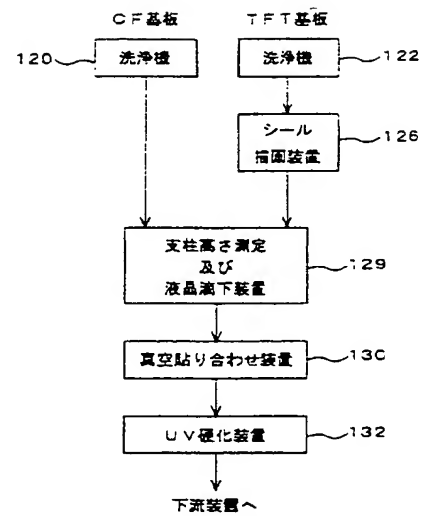 CF基板 TFT基板
120 洗浄機 洗浄機 122
シール
描画装置 126
支柱高さ測定
及び
液晶滴下装置 129
真空貼り合わせ装置 130
UV硬化装置 132
下流装置へ